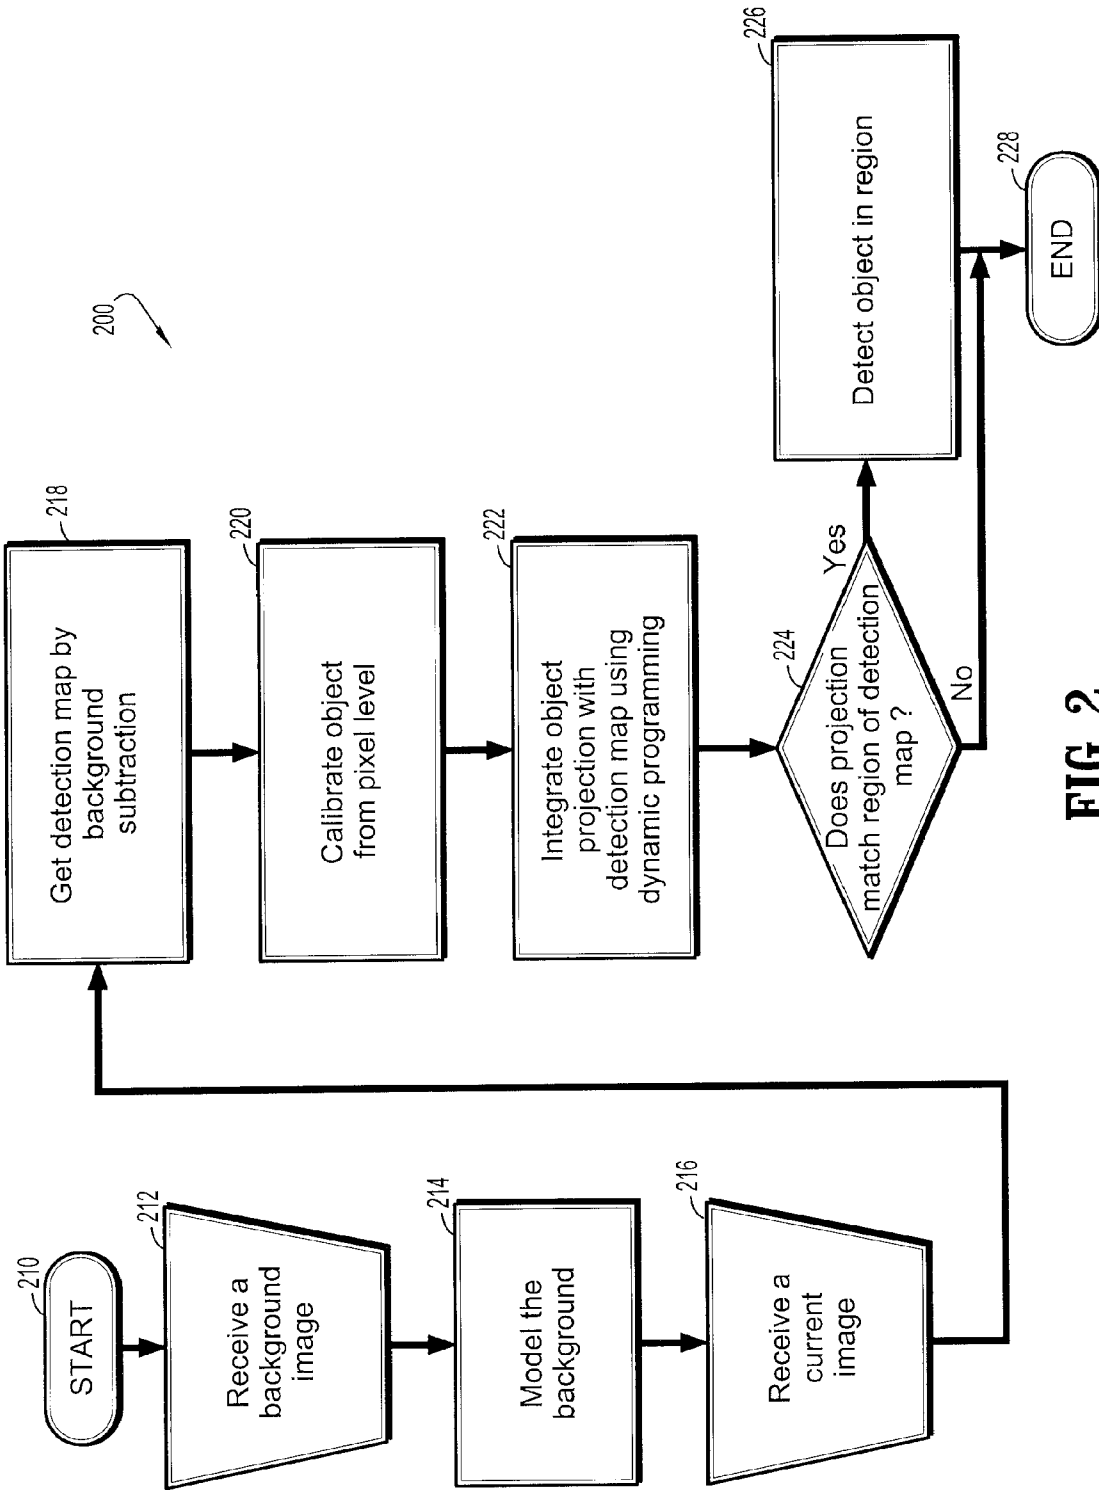 200
210
START
212
Receive a
background
image
214
Model the
background
216
Receive a
current
image
218
Get detection map by
background
subtraction
220
Calibrate object
from pixel level
222
Integrate object
projection with
detection map using
dynamic programming
224
Does projection
match region of detection
map ?
Yes
No
226
Detect object in region
228
END
FIG. 2